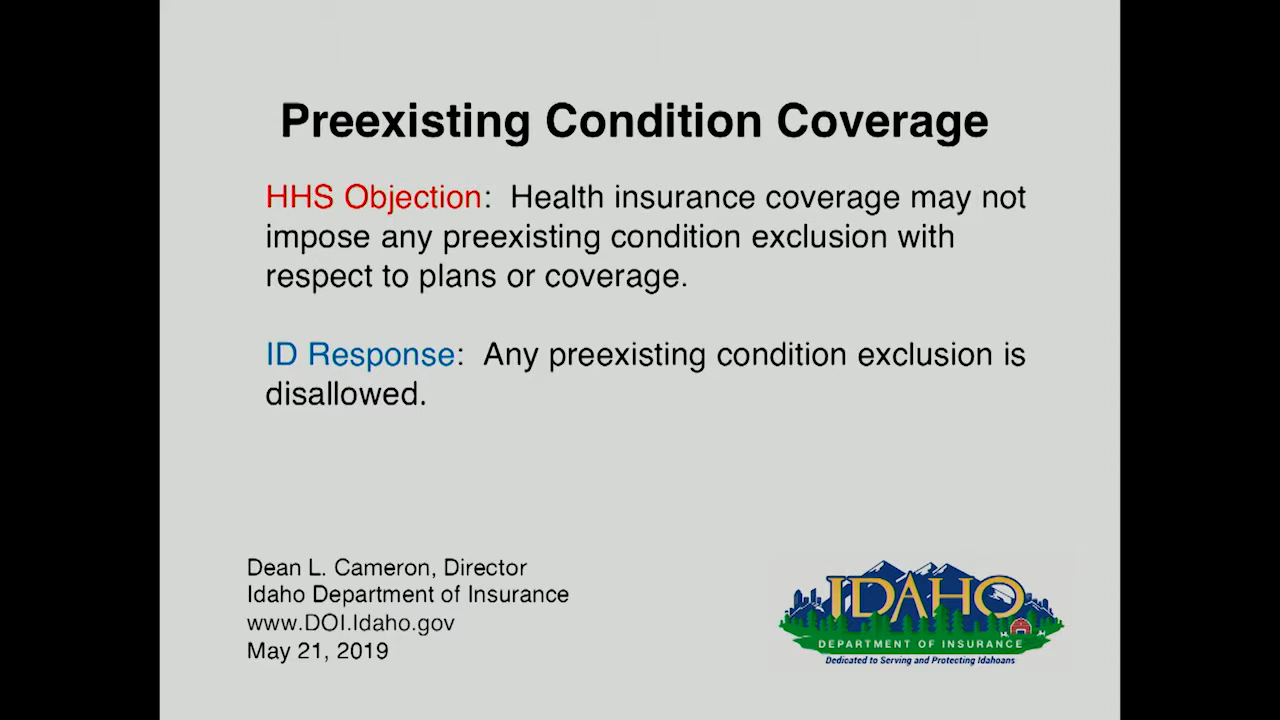 Preexisting Condition Coverage
HHS Objection: Health insurance coverage may not
impose any preexisting condition exclusion with
respect to plans or coverage.
ID Response: Any preexisting condition exclusion is
disallowed.
Dean L. Cameron, Director
Idaho Department of Insurance
www.DOI.Idaho.gov
May 21, 2019
IDAHO
DEPARTMENT OF INSURANCE
Dedicated to Serving and Protecting Idahoans